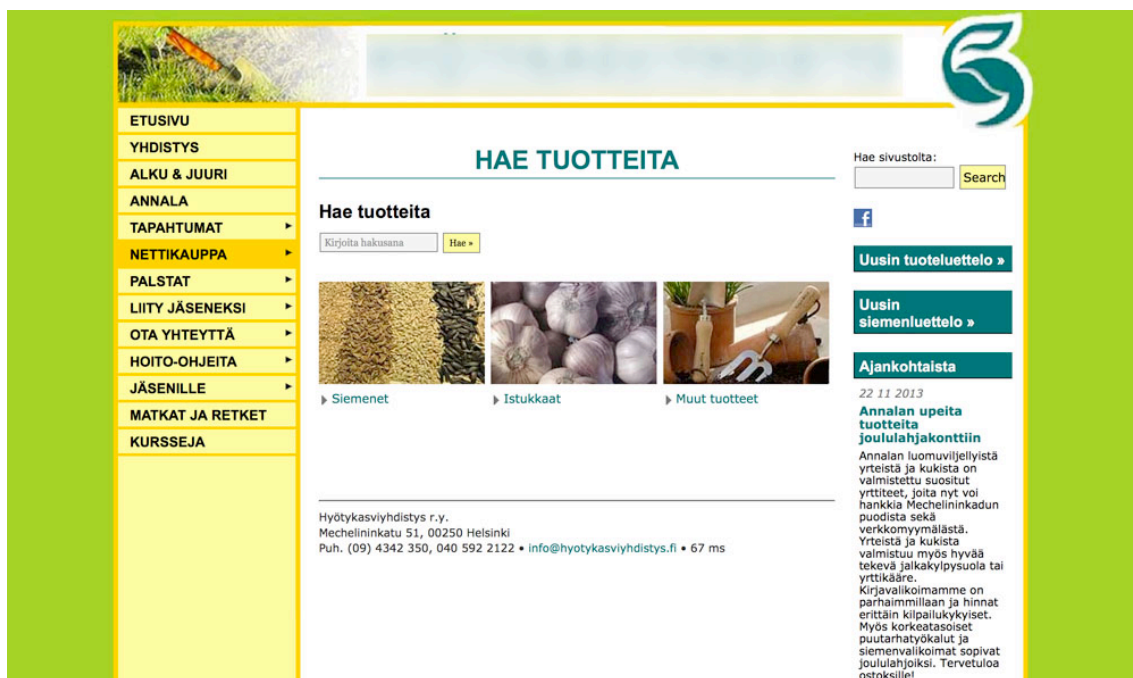 ETUSIVU
YHDISTYS
ALKU & JUURI
ANNALA
TAPAHTUMAT
NETTIKAUPPA
PALSTAT
LIITY JÄSENEKSI
OTA YHTEYTTÄ
HOITO-OHJEITA
JÄSENILLE
MATKAT JA RETKET
KURSSEJA
HAE TUOTTEITA
Hae tuotteita
Kirjoita hakusana
Hae »
Siemenet
Istukkaat
Muut tuotteet
Hyötykasviyhdistys r.y.
Mechelininkatu 51, 00250 Helsinki
Puh. (09) 4342 350, 040 592 2122 • info@hyotykasviyhdistys.fi • 67 ms
Hae sivustolta:
Search
f
Uusin tuoteluettelo »
Uusin
siemenluettelo »
Ajankohtaista
22 11 2013
Annalan upeita
tuotteita
joululahjakonttiin
Annalan luomuviljellyistä
yrteistä ja kukista on
valmistettu suositut
yrttiteet, joita nyt voi
hankkia Mechelininkadun
puodista sekä
verkkomyymälästä.
Yrteistä ja kukista
valmistuu myös hyvää
tekevä jalkakylpysuola tai
yrttikääre.
Kirjavalikoimamme on
parhaimmillaan ja hinnat
erittäin kilpailukykyiset.
Myös korkeatasoiset
puutarhatyökalut ja
siemenvalikoimat sopivat
joululahjoiksi. Tervetuloa
ostoksille!